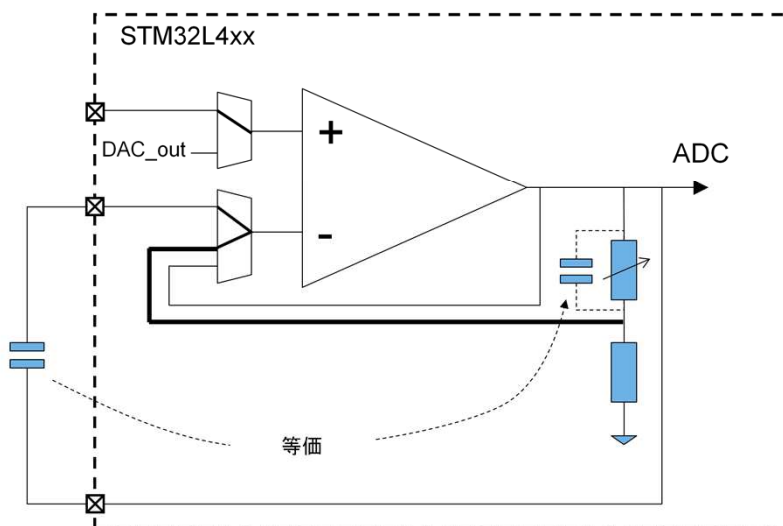 STM32L4xx
+
DAC_out
ADC
-
等価